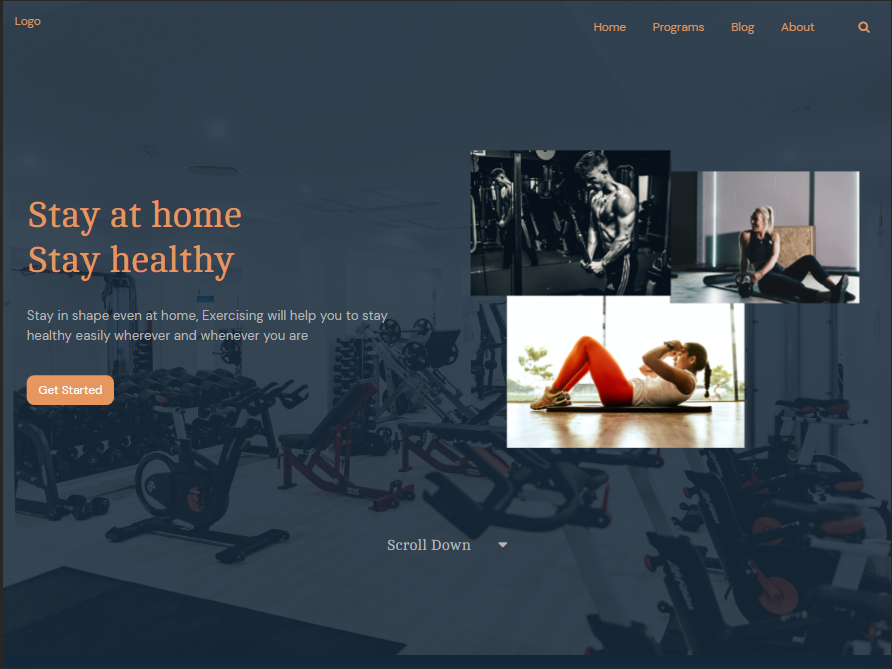 Logo
Home Programs Blog About
Stay at home
Stay healthy
Stay in shape even at home, Exercising will help you to stay
healthy easily wherever and whenever you are
Get Started
Scroll Down